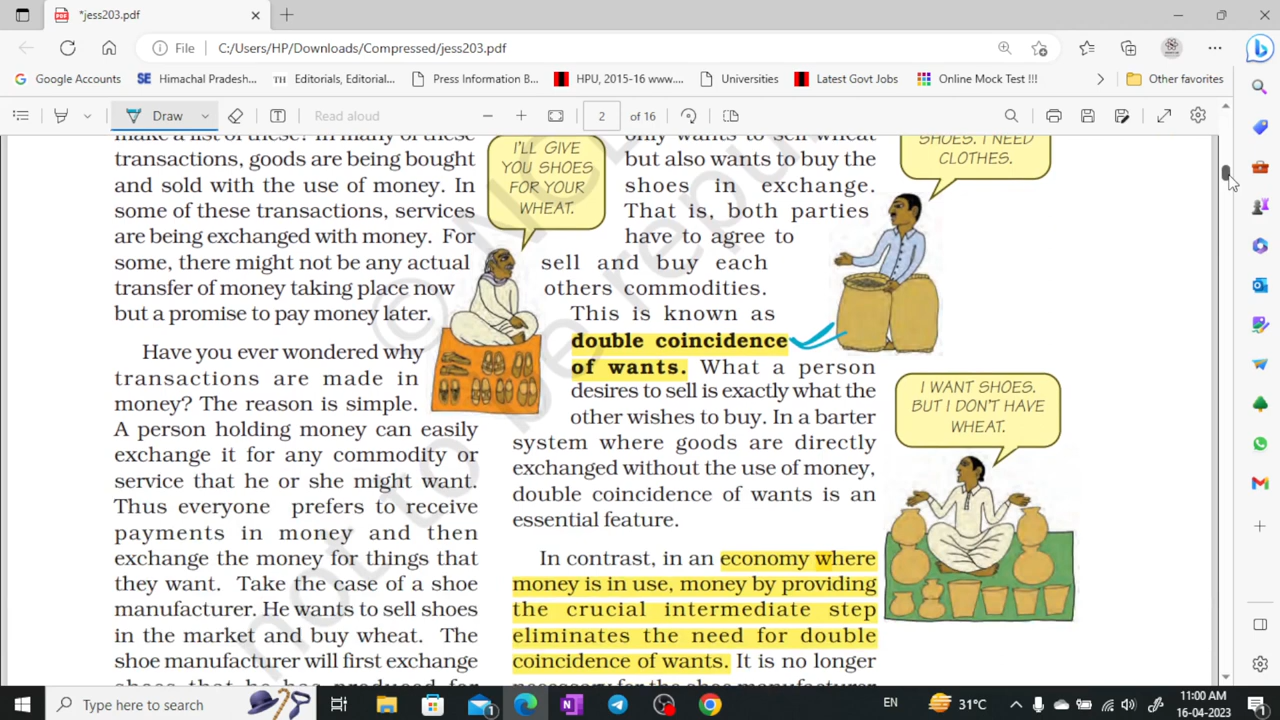 *jess203.pdf
File
C:/Users/HP/Downloads/Compressed/jess203.pdf
Google Accounts
SE Himachal Pradesh...
TH Editorials, Editorial...
Press Information B...
HPU, 2015-16 www....
Universities
Latest Govt Jobs
Online Mock Test !!!
Other favorites
Draw
Read aloud
2 of 16
transactions, goods are being bought
and sold with the use of money. In
some of these transactions, services
are being exchanged with money. For
some, there might not be any actual
transfer of money taking place now
but a promise to pay money later.
Have you ever wondered why
transactions are made in
money? The reason is simple.
A person holding money can easily
exchange it for any commodity or
service that he or she might want.
Thus everyone prefers to receive
payments in money and then
exchange the money for things that
they want. Take the case of a shoe
manufacturer. He wants to sell shoes
in the market and buy wheat. The
shoe manufacturer will first exchange
I'LL GIVE
YOU SHOES
FOR YOUR
WHEAT.
only wants to sell wheat
but also wants to buy the
shoes in exchange.
That is, both parties
have to agree to
sell and buy each
others commodities.
This is known as
double coincidence
of wants. What a person
desires to sell is exactly what the
other wishes to buy. In a barter
system where goods are directly
exchanged without the use of money,
double coincidence of wants is an
essential feature.
In contrast, in an economy where
money is in use, money by providing
the crucial intermediate step
eliminates the need for double
coincidence of wants. It is no longer
SHOES. I NEED
CLOTHES.
I WANT SHOES.
BUT I DON'T HAVE
WHEAT.
not to be repu
Type here to search
1
EN
31°C
11:00 AM
16-04-2023
1